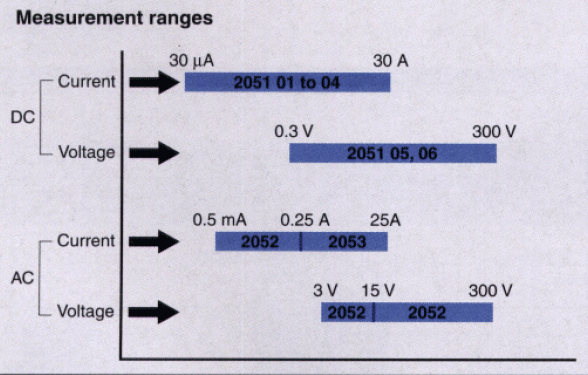 Measurement ranges
30 µA 30 A
Current 2051 01 to 04
DC
0.3 V 300 V
Voltage 2051 05, 06
0.5 mA 0.25 A 25A
Current 2052 2053
AC
3 V 15 V 300 V
Voltage 2052 2052